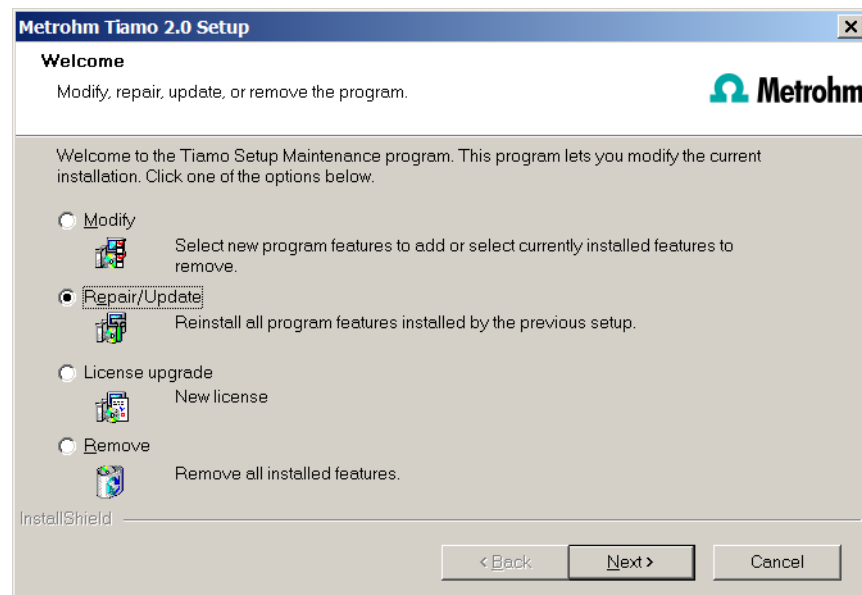 Metrohm Tiamo 2.0 Setup
Welcome
Modify, repair, update, or remove the program.
Metrohm
Welcome to the Tiamo Setup Maintenance program. This program lets you modify the current
installation. Click one of the options below.
Modify
Select new program features to add or select currently installed features to
remove.
Repair/Update
Reinstall all program features installed by the previous setup.
License upgrade
New license
Remove
Remove all installed features.
InstallShield
< Back
Next >
Cancel